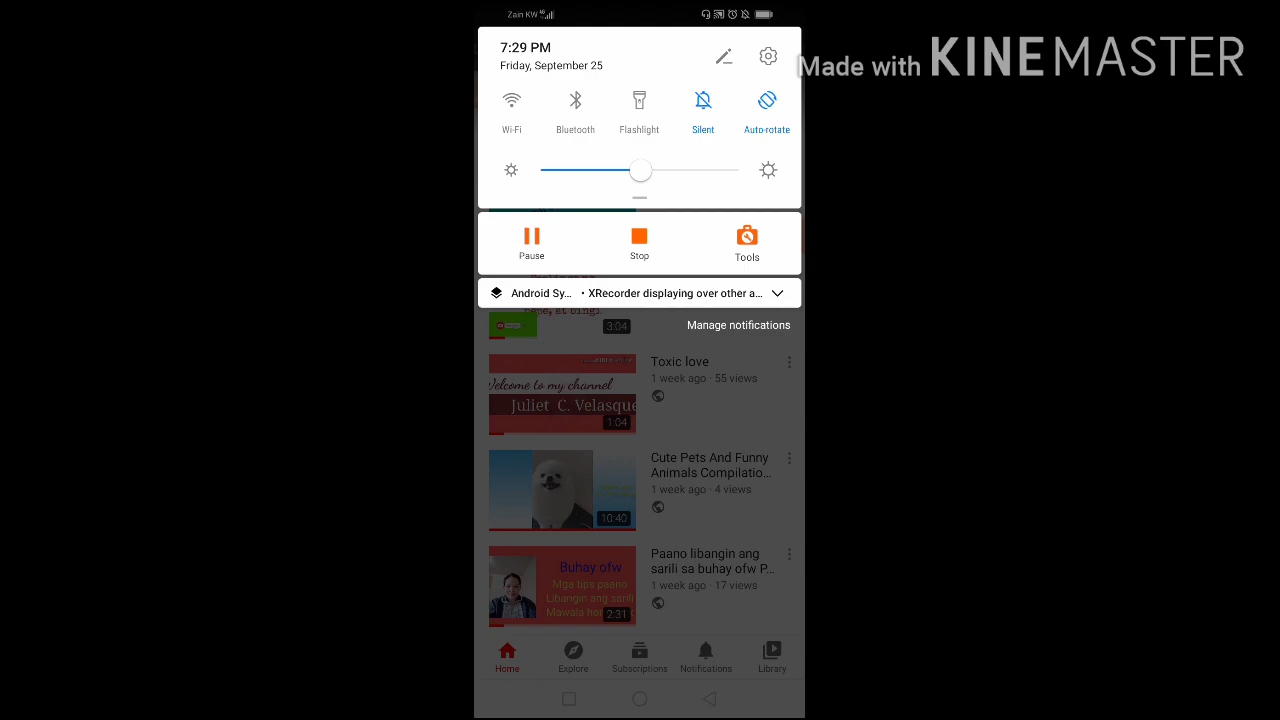 Zain KW
Made with KINEMASTER
7:29 PM
Friday, September 25
Wi-Fi
Bluetooth
Flashlight
Silent
Auto-rotate
Pause
Stop
Tools
Android Sy... • XRecorder displaying over other a...
Manage notifications
3:04
Toxic love
1 week ago · 55 views
Welcome to my channel
Juliet C. Velasque
1:04
Cute Pets And Funny
Animals Compilatio...
1 week ago · 4 views
10:40
Paano libangin ang
sarili sa buhay ofw P...
1 week ago · 17 views
Buhay ofw
Mga tips paano
Libangin ang sarili
Mawala
2:31
Home
Explore
Subscriptions
Notifications
Library